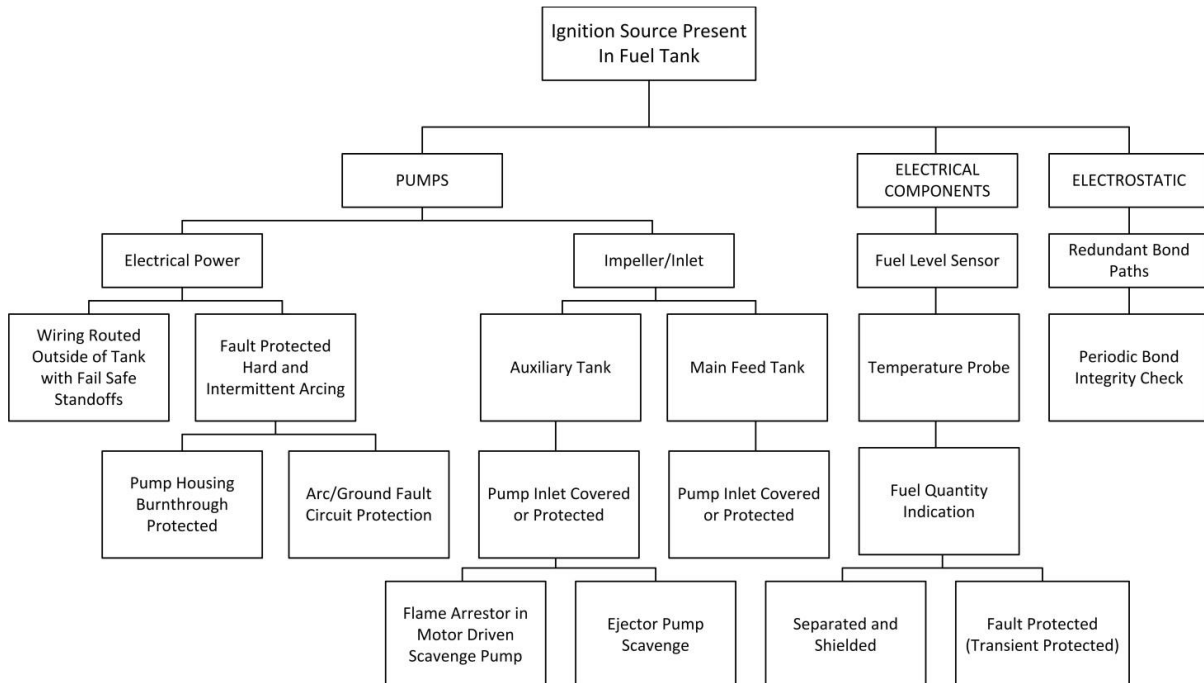 Ignition Source Present
In Fuel Tank
PUMPS
ELECTRICAL
COMPONENTS
ELECTROSTATIC
Electrical Power
Impeller/Inlet
Fuel Level Sensor
Redundant Bond
Paths
Wiring Routed
Outside of Tank
with Fail Safe
Standoffs
Fault Protected
Hard and
Intermittent Arcing
Auxiliary Tank
Main Feed Tank
Temperature Probe
Periodic Bond
Integrity Check
Pump Housing
Burnthrough
Protected
Arc/Ground Fault
Circuit Protection
Pump Inlet Covered
or Protected
Pump Inlet Covered
or Protected
Fuel Quantity
Indication
Flame Arrestor in
Motor Driven
Scavenge Pump
Ejector Pump
Scavenge
Separated and
Shielded
Fault Protected
(Transient Protected)